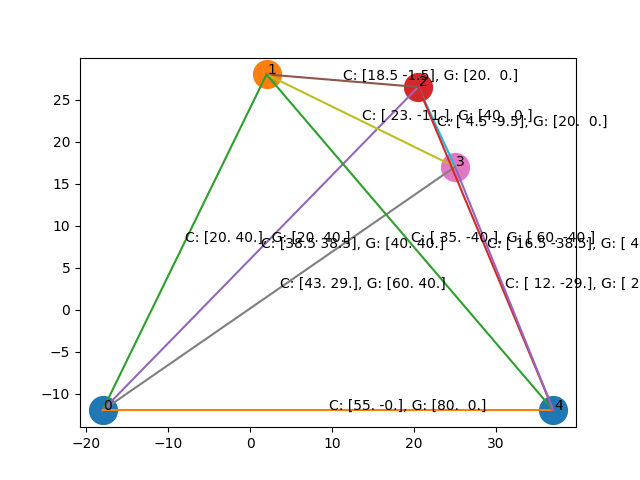 1
C: [18.5 -1.5], G: [20. 0.]
2
C: [ 23. -11.], G: [40. 0.]
C: [ 4.5 -9.5], G: [20. 0.]
3
C: [20. 40.], G: [20. 40.]
C: [38.5 38.5], G: [40. 40.]
C: [ 35. -40.], G: [ 60. -40.]
C: [ 16.5 -38.5], G: [ 4
C: [43. 29.], G: [60. 40.]
C: [ 12. -29.], G: [ 2
0
C: [55. -0.], G: [80. 0.]
4
25
20
15
10
5
0
−5
−10
−20
−10
0
10
20
30